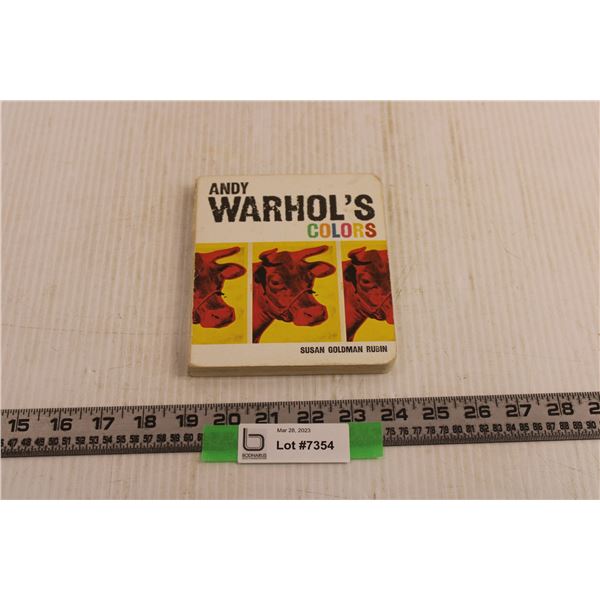 ANDY
WARHOL'S
COLORS
SUSAN GOLDMAN RUBIN
15 16 17 18 19 20 21 22 23 24 25 26 27 28
Mar 28, 2023
Lot #7354
BODNARUS